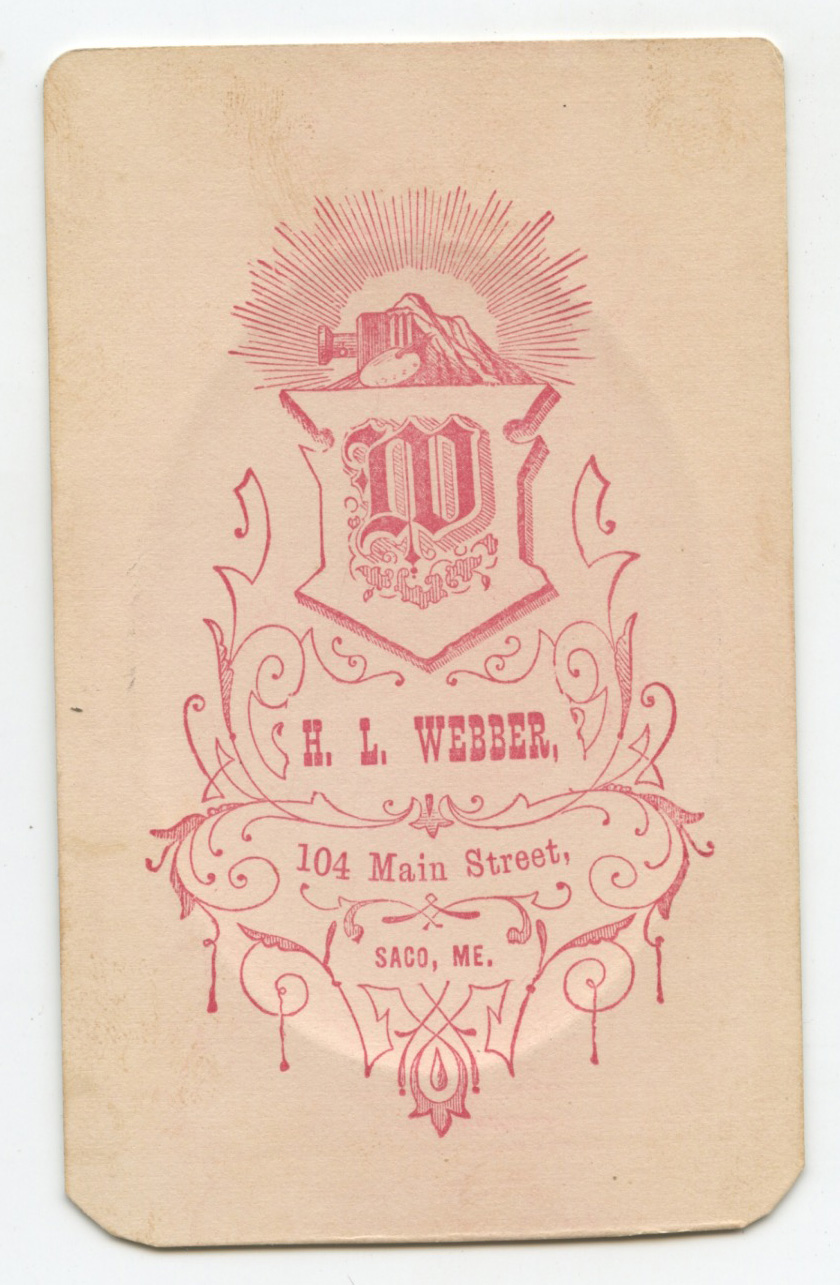 W
H. L. WEBBER,
104 Main Street,
SACO, ME.